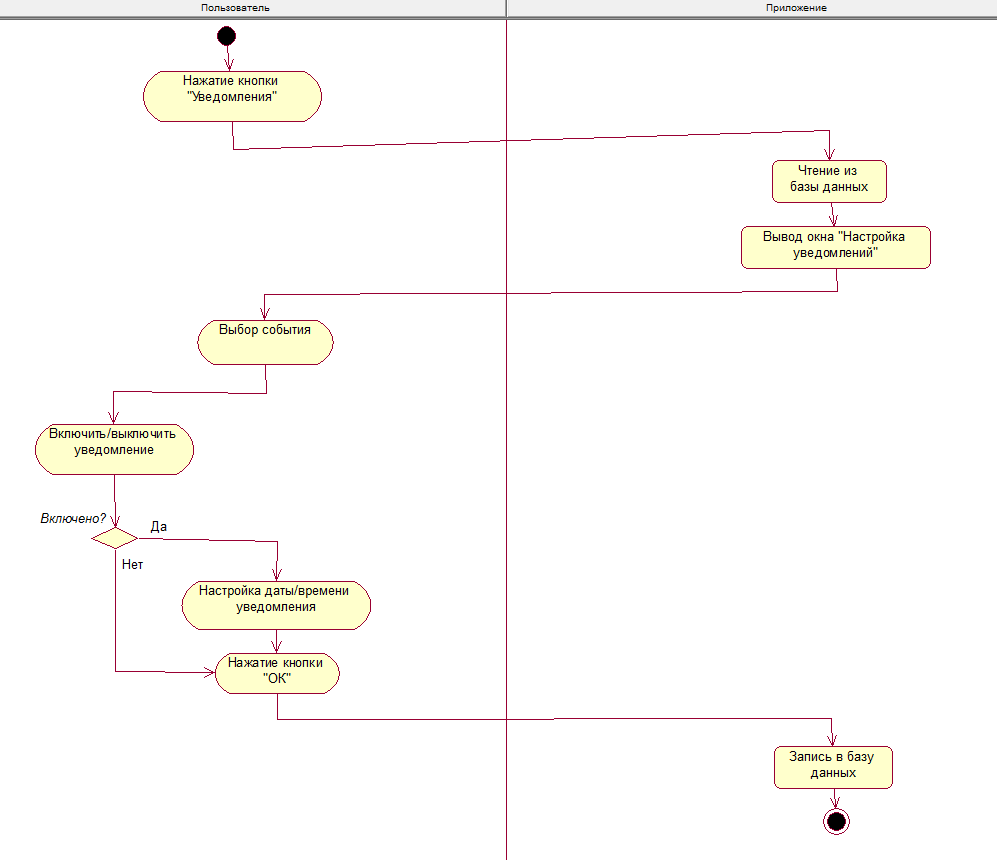 Пользователь
Приложение
Нажатие кнопки
"Уведомления"
Чтение из
базы данных
Вывод окна "Настройка
уведомлений"
Выбор события
Включить/выключить
уведомление
Включено?
Да
Нет
Настройка даты/времени
уведомления
Нажатие кнопки
"ОК"
Запись в базу
данных